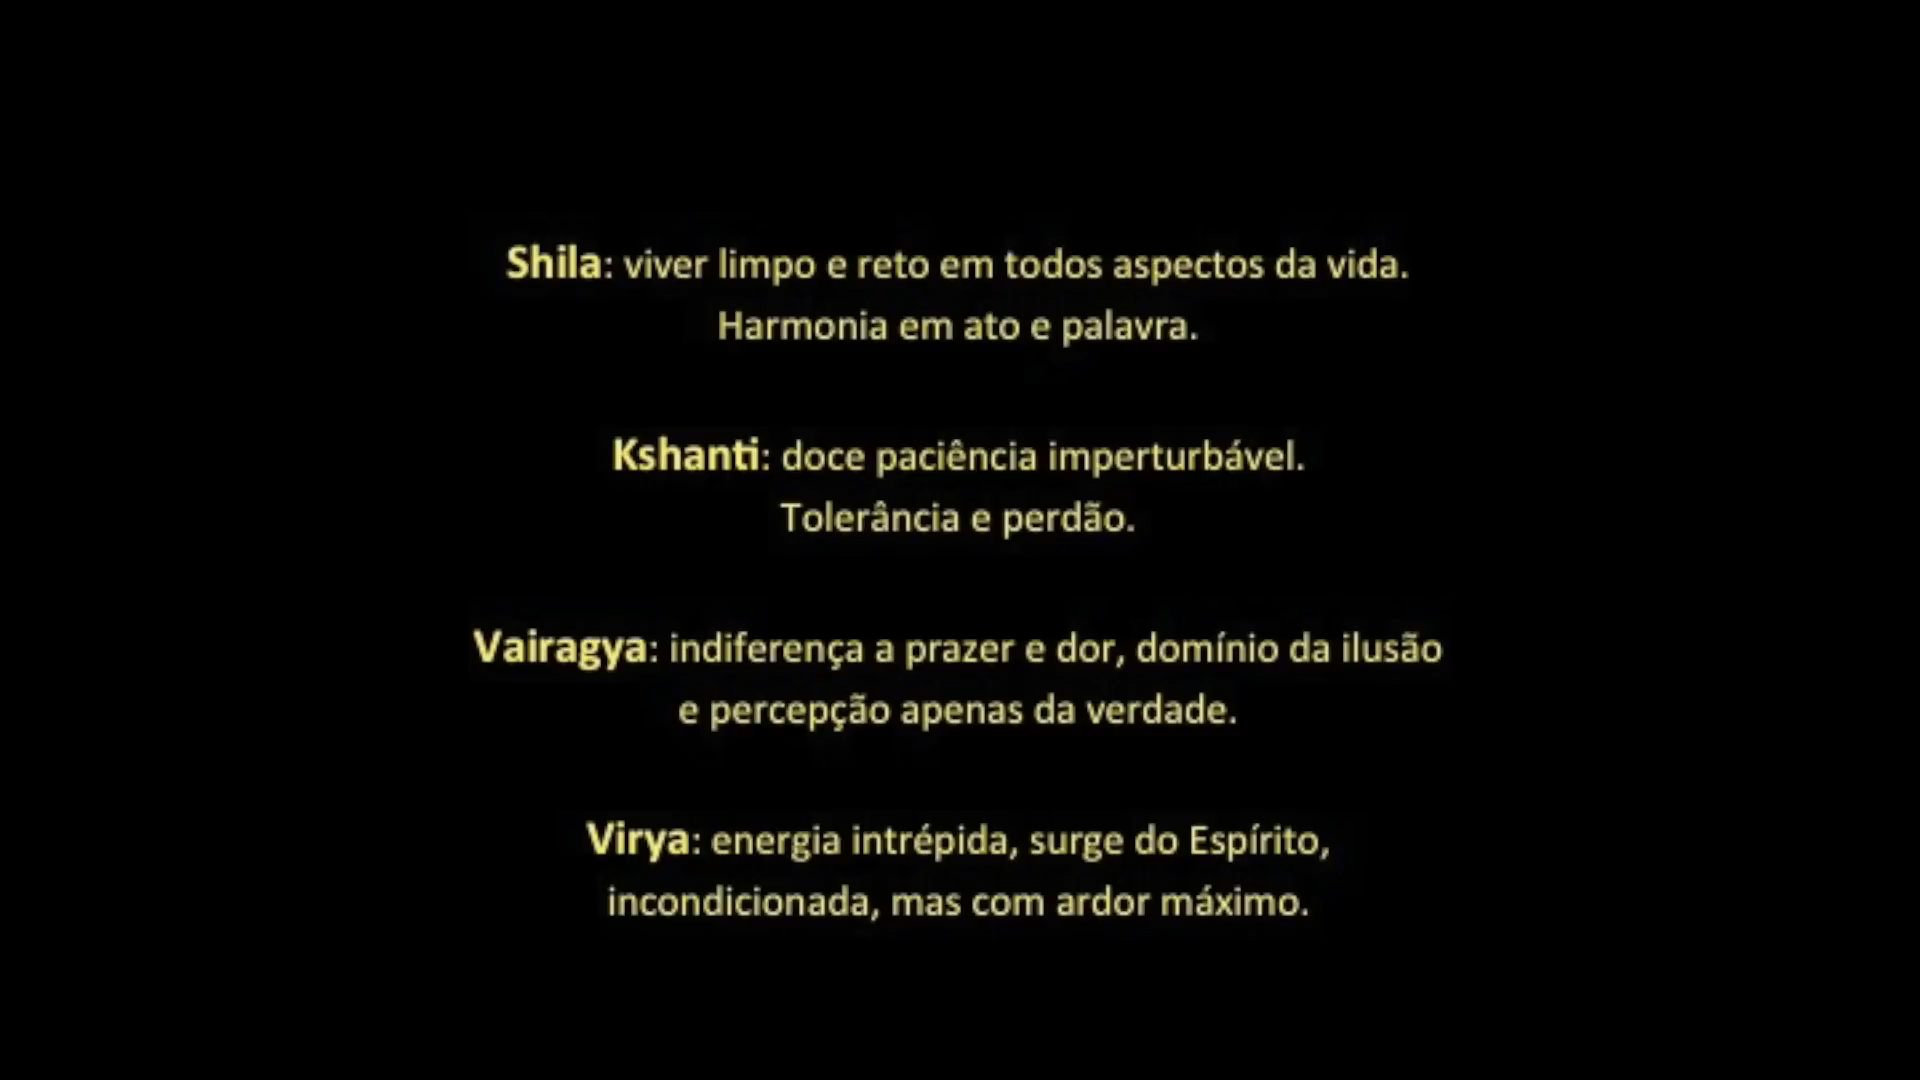 Shila: viver limpo e reto em todos aspectos da vida.
Harmonia em ato e palavra.
Kshanti: doce paciência imperturbável.
Tolerância e perdão.
Vairagya: indiferença a prazer e dor, domínio da ilusão
e percepção apenas da verdade.
Virya: energia intrépida, surge do Espírito,
incondicionada, mas com ardor máximo.